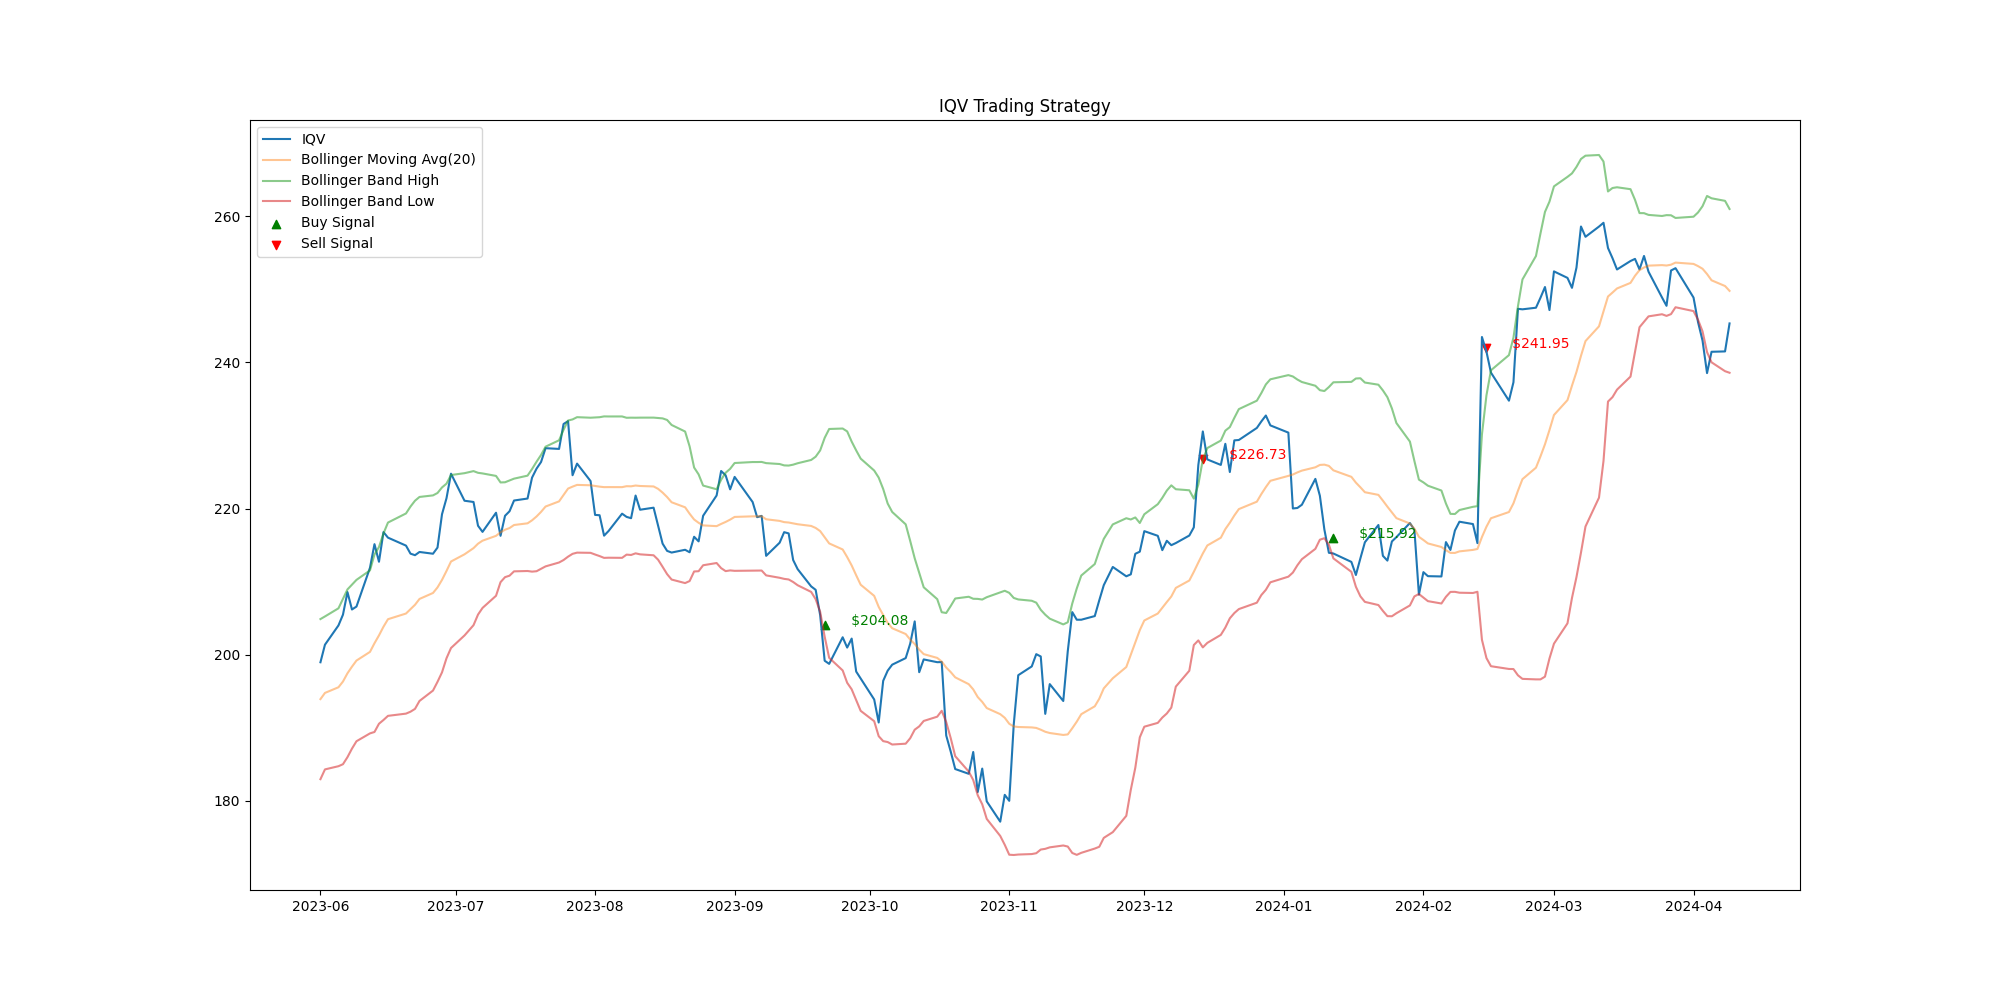 IQV Trading Strategy
IQV
Bollinger Moving Avg(20)
Bollinger Band High
Bollinger Band Low
Buy Signal
Sell Signal
260
240
220
200
180
$204.08
$226.73
$215.92
$241.95
2023-06 2023-07 2023-08 2023-09 2023-10 2023-11 2023-12 2024-01 2024-02 2024-03 2024-04